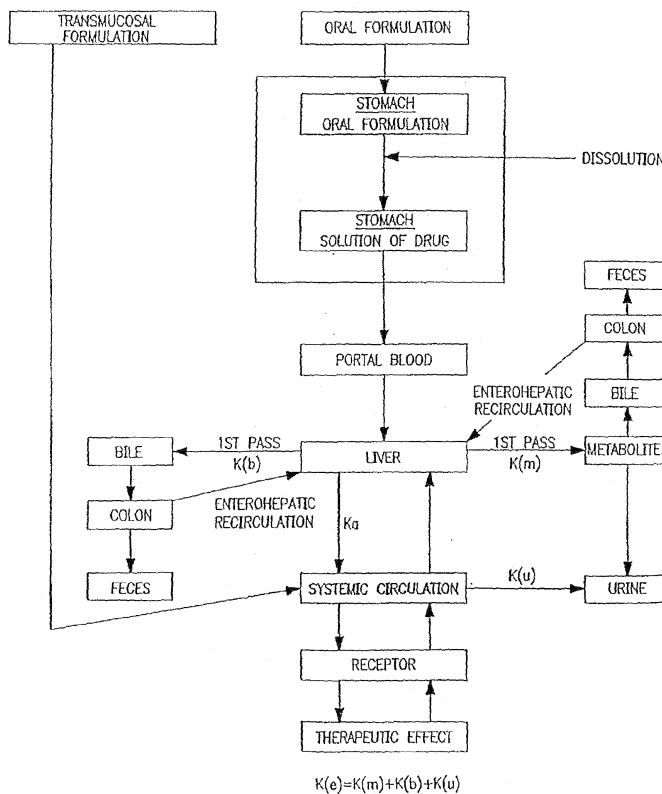 TRANSMUCOSAL
FORMULATION
ORAL FORMULATION
STOMACH
ORAL FORMULATION
DISSOLUTION
STOMACH
SOLUTION OF DRUG
FECES
COLON
PORTAL BLOOD
ENTEROHEPATIC
RECIRCULATION
BILE
BILE
1ST PASS
K(b)
LIVER
1ST PASS
K(m)
METABOLITE
COLON
ENTEROHEPATIC
RECIRCULATION
Ka
FECES
SYSTEMIC CIRCULATION
K(u)
URINE
RECEPTOR
THERAPEUTIC EFFECT
K(e)=K(m)+K(b)+K(u)